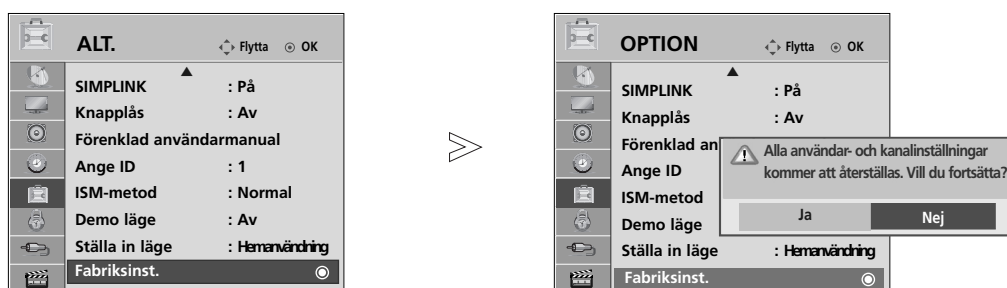 ALT.
Flytta
OK
SIMPLINK : På
Knapplås : Av
Förenklad användarmanual
Ange ID : 1
ISM-metod : Normal
Demo läge : Av
Ställa in läge : Hemanvändning
Fabriksinst.
OPTION
Flytta
OK
SIMPLINK : På
Knapplås : Av
Förenklad an
Ange ID
ISM-metod
Demo läge
Ställa in läge : Hemanvändning
Fabriksinst.
Alla användar- och kanalinställningar
kommer att återställas. Vill du fortsätta?
Ja
Nej